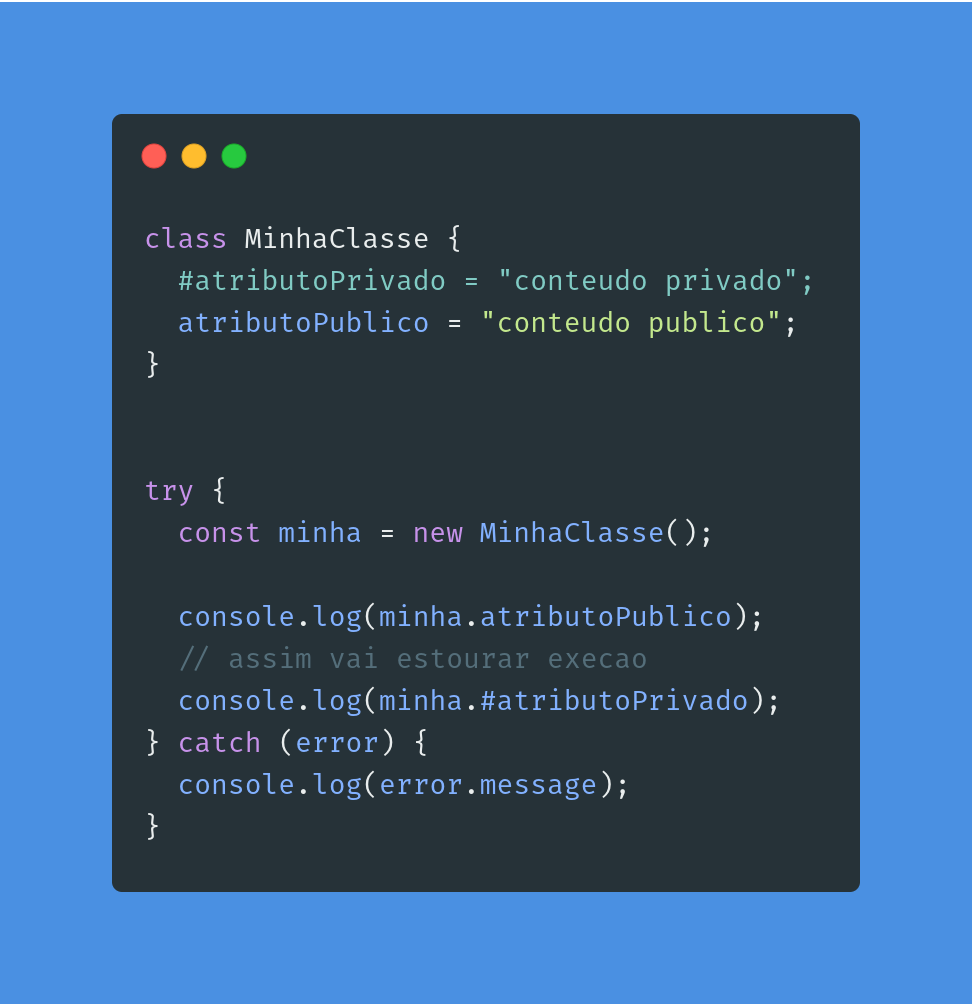 class MinhaClasse {
  #atributoPrivado = "conteudo privado";
  atributoPublico = "conteudo publico";
}
try {
  const minha = new MinhaClasse();
  console.log(minha.atributoPublico);
  // assim vai estourar execao
  console.log(minha.#atributoPrivado);
} catch (error) {
  console.log(error.message);
}